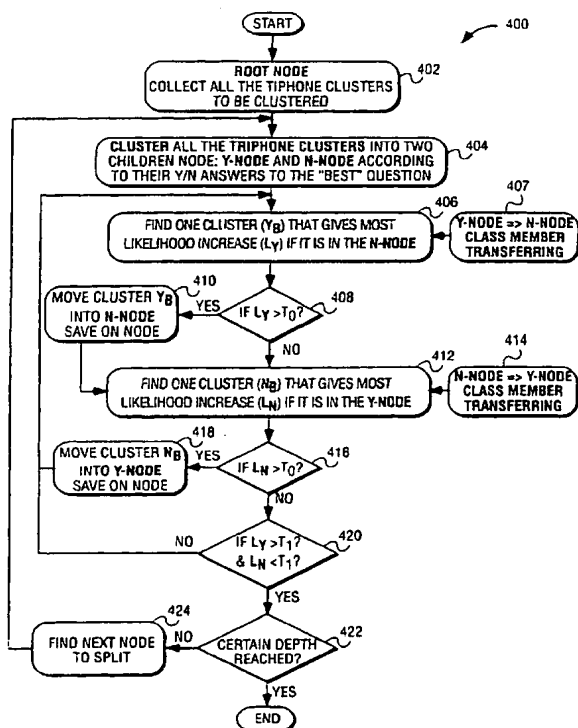 START
400
ROOT NODE
COLLECT ALL THE TIPHONE CLUSTERS
TO BE CLUSTERED
402
CLUSTER ALL THE TRIPHONE CLUSTERS INTO TWO
CHILDREN NODE: Y-NODE AND N-NODE ACCORDING
TO THEIR Y/N ANSWERS TO THE "BEST" QUESTION
404
406
FIND ONE CLUSTER (YB) THAT GIVES MOST
LIKELIHOOD INCREASE (LY) IF IT IS IN THE N-NODE
407
Y-NODE => N-NODE
CLASS MEMBER
TRANSFERRING
410
MOVE CLUSTER YB
INTO N-NODE
SAVE ON NODE
YES
IF LY >T0?
408
NO
412
FIND ONE CLUSTER (NB) THAT GIVES MOST
LIKELIHOOD INCREASE (LN) IF IT IS IN THE Y-NODE
414
N-NODE => Y-NODE
CLASS MEMBER
TRANSFERRING
418
MOVE CLUSTER NB
INTO Y-NODE
SAVE ON NODE
YES
IF LN >T0?
416
NO
NO
IF LY >T1?
& LN <T1?
420
YES
424
FIND NEXT NODE
TO SPLIT
NO
CERTAIN DEPTH
REACHED?
422
YES
END